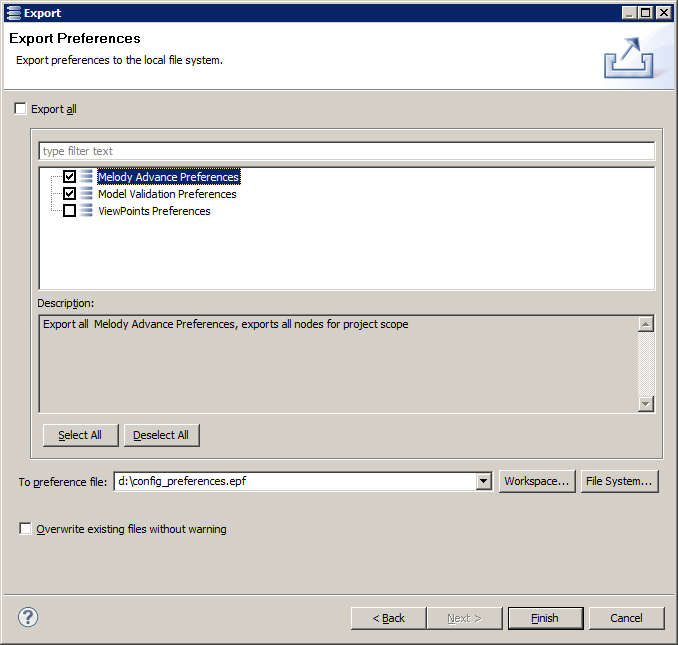 Export
Export Preferences
Export preferences to the local file system.
Export all
type filter text
Melody Advance Preferences
Model Validation Preferences
ViewPoints Preferences
Description:
Export all  Melody Advance Preferences, exports all nodes for project scope
Select All
Deselect All
To preference file:
d:\config_preferences.epf
Workspace...
File System...
Overwrite existing files without warning
?
< Back
Next >
Finish
Cancel